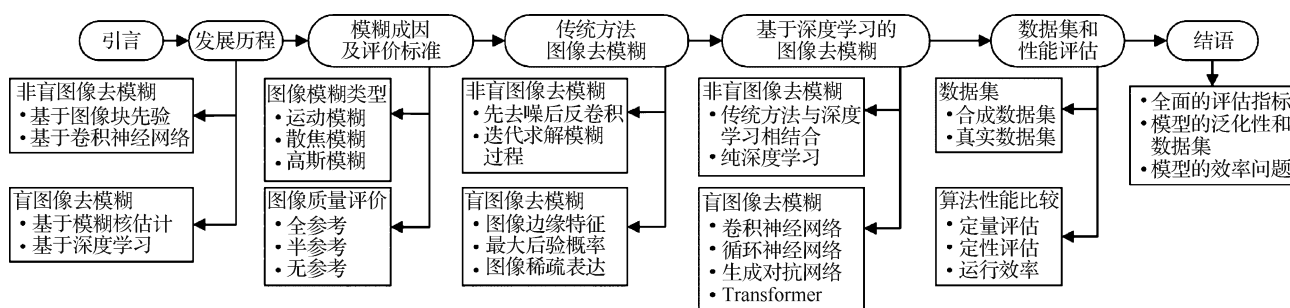 引言
发展历程
模糊成因
及评价标准
传统方法
图像去模糊
基于深度学习的
图像去模糊
数据集和
性能评估
结语
非盲图像去模糊
• 基于图像块先验
• 基于卷积神经网络
盲图像去模糊
• 基于模糊核估计
• 基于深度学习
图像模糊类型
• 运动模糊
• 散焦模糊
• 高斯模糊
图像质量评价
• 全参考
• 半参考
• 无参考
非盲图像去模糊
• 先去噪后反卷积
• 迭代求解模糊
过程
盲图像去模糊
• 图像边缘特征
• 最大后验概率
• 图像稀疏表达
非盲图像去模糊
• 传统方法与深度
学习相结合
• 纯深度学习
盲图像去模糊
• 卷积神经网络
• 循环神经网络
• 生成对抗网络
• Transformer
数据集
• 合成数据集
• 真实数据集
算法性能比较
• 定量评估
• 定性评估
• 运行效率
• 全面的评估指标
• 模型的泛化性和
数据集
• 模型的效率问题